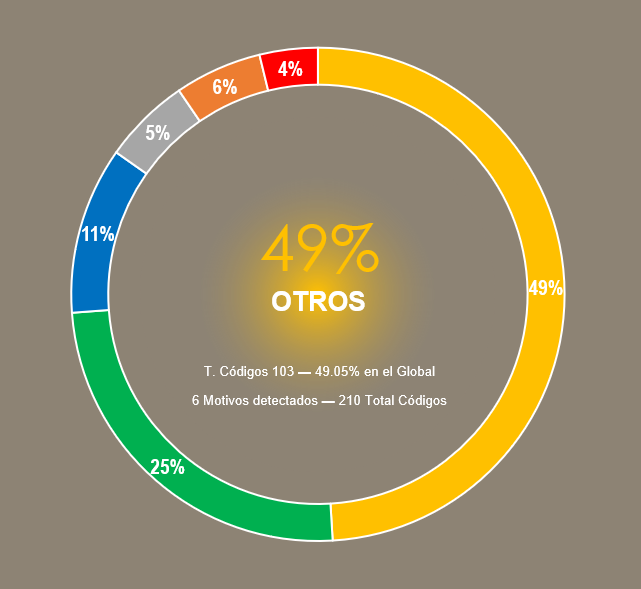 4%
6%
5%
11%
49%
OTROS
49%
T. Códigos 103 — 49.05% en el Global
6 Motivos detectados — 210 Total Códigos
25%